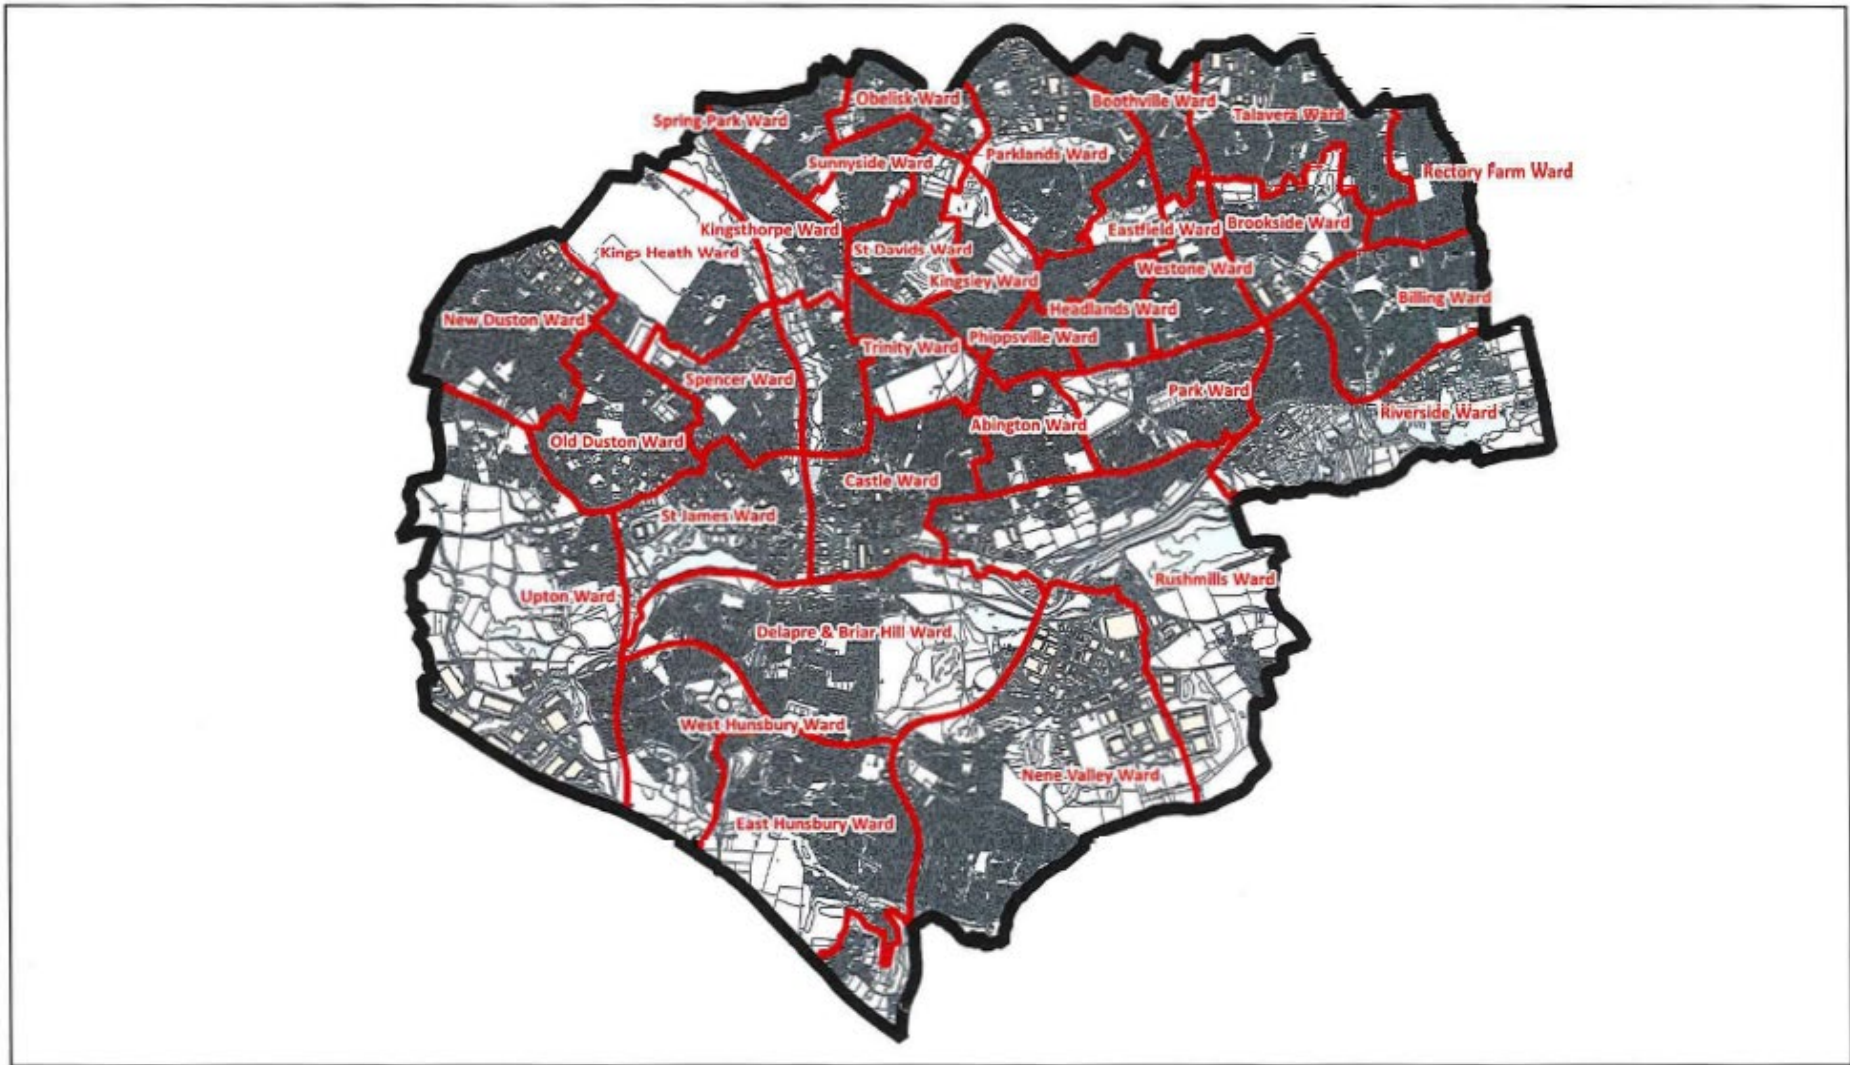 Obelisk Ward
Boothville Ward
Talavera Ward
Spring Park Ward
Sunnyside Ward
Parklands Ward
Rectory Farm Ward
Kingsthorpe Ward
Eastfield Ward
Brookside Ward
Kings Heath Ward
St Davids Ward
Westone Ward
Kingsley Ward
Billing Ward
Headlands Ward
New Duston Ward
Phippsville Ward
Trinity Ward
Spencer Ward
Park Ward
Riverside Ward
Abington Ward
Old Duston Ward
Castle Ward
St James Ward
Rushmills Ward
Upton Ward
Delapre & Briar Hill Ward
West Hunsbury Ward
Nene Valley Ward
East Hunsbury Ward